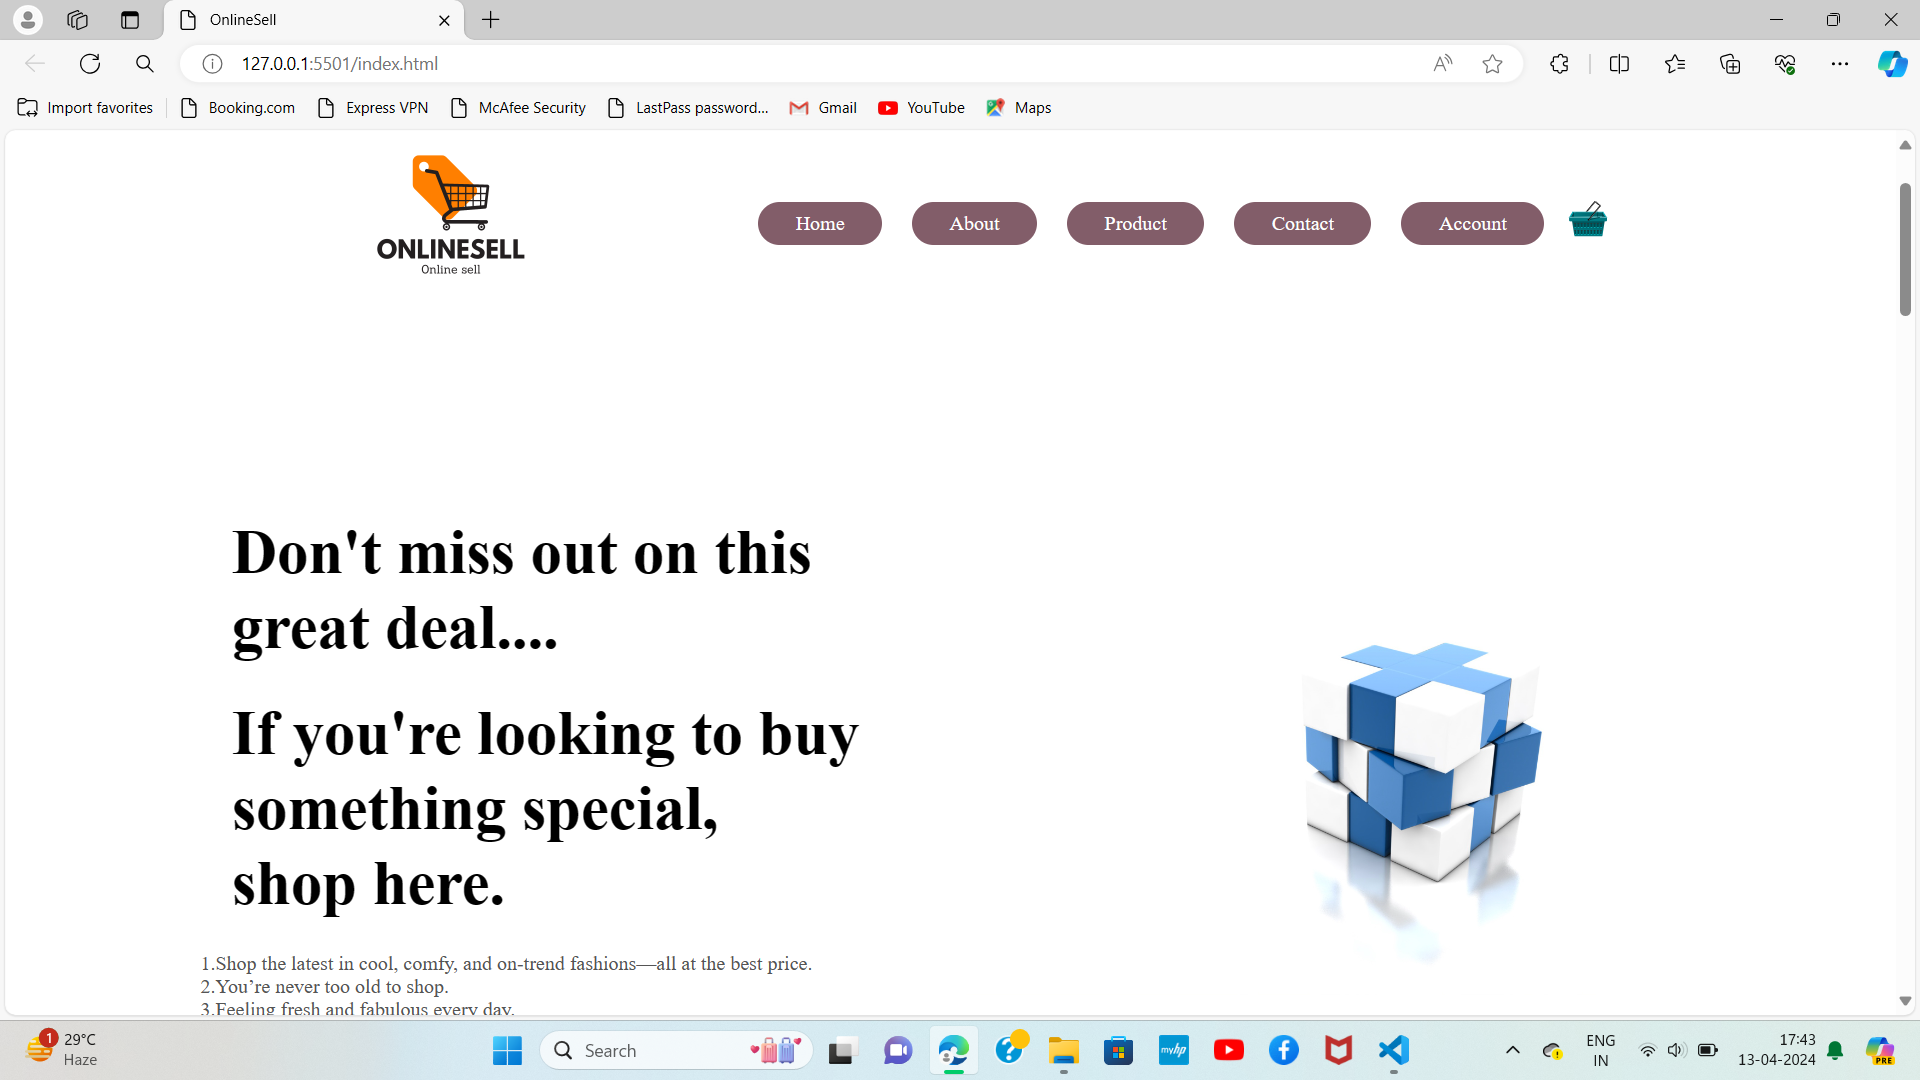 OnlineSell
127.0.0.1:5501/index.html
Import favorites
Booking.com
Express VPN
McAfee Security
LastPass password...
Gmail
YouTube
Maps
ONLINESELL
Online sell
Home
About
Product
Contact
Account
Don't miss out on this
great deal....
If you're looking to buy
something special,
shop here.
1.Shop the latest in cool, comfy, and on-trend fashions—all at the best price.
2.You’re never too old to shop.
3.Feeling fresh and fabulous every day.
1
29°C
Haze
Search
myhp
ENG
IN
17:43
13-04-2024
PRE